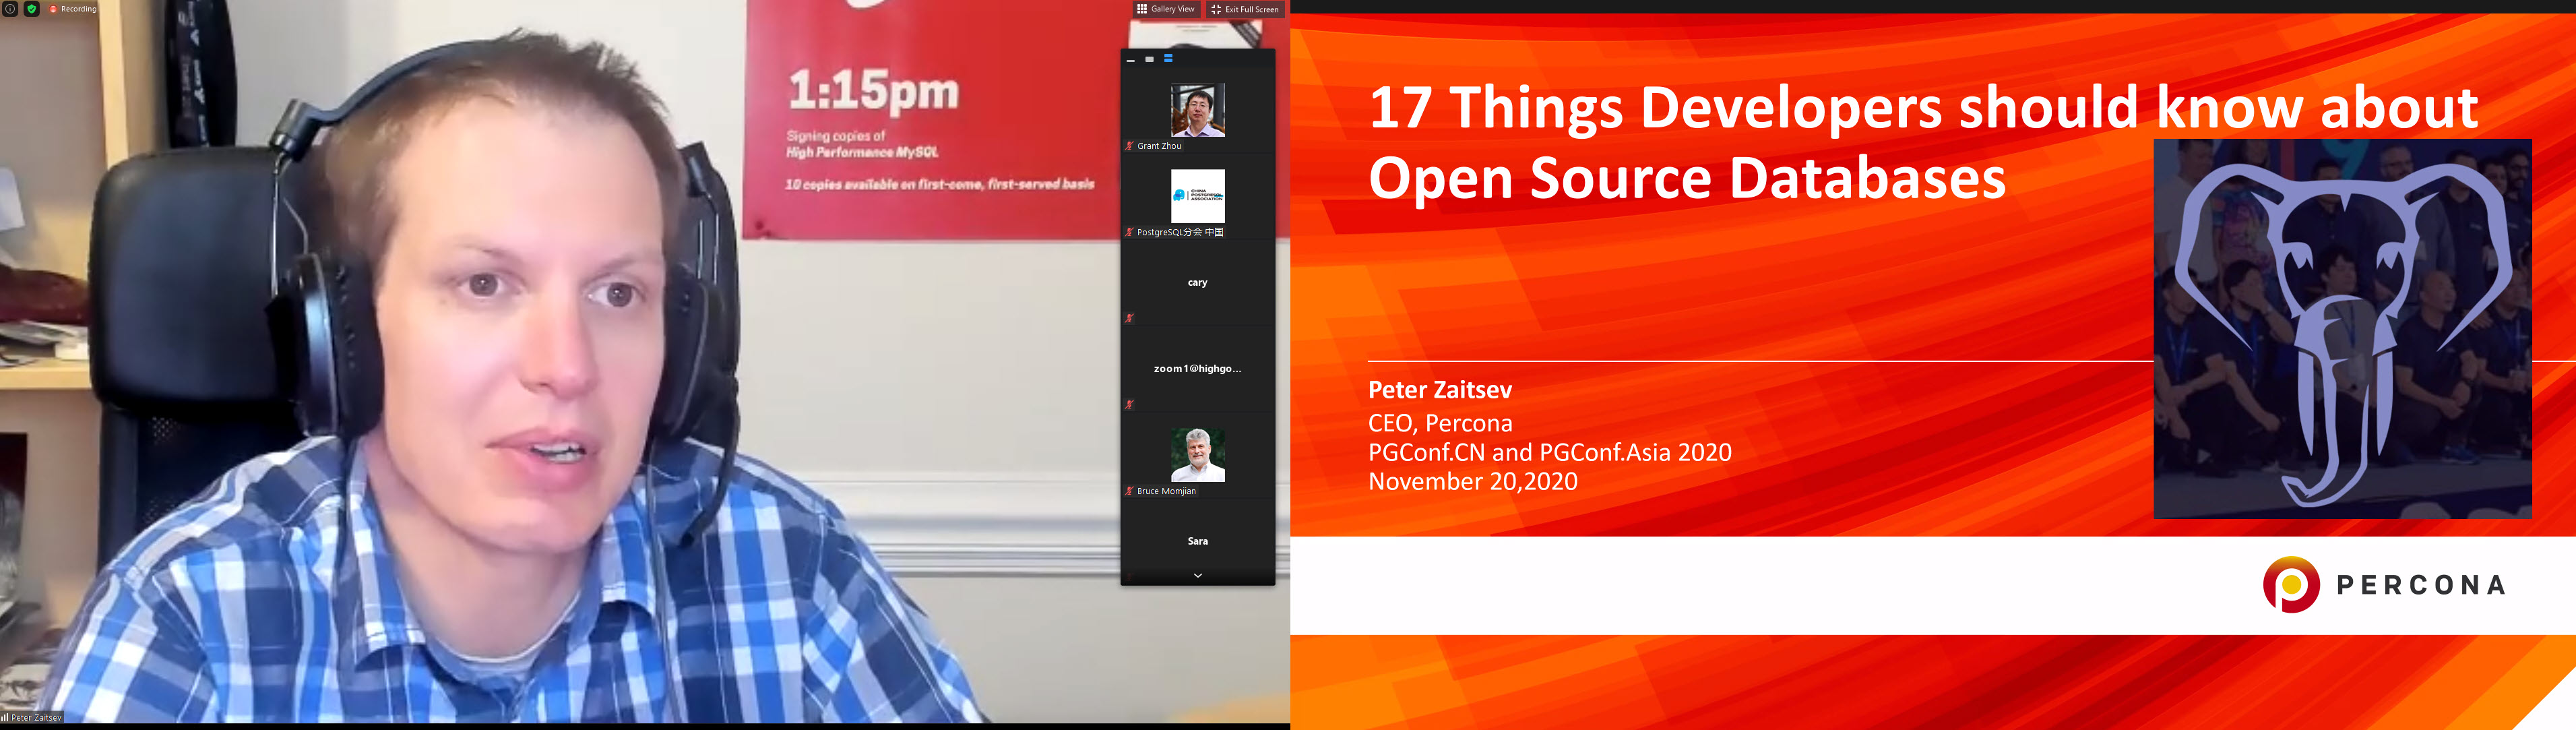 Recording
Gallery View
Exit Full Screen
1:15pm
Signing copies of
High Performance MySQL
10 copies available on first-come, first-served basis
Grant Zhou
CHINA
POSTGRESQL
ASSOCIATION
PostgreSQL分会 中国
cary
zoom1@highgo...
Bruce Momjian
Sara
Peter Zaitsev
17 Things Developers should know about
Open Source Databases
Peter Zaitsev
CEO, Percona
PGConf.CN and PGConf.Asia 2020
November 20,2020
PERCONA